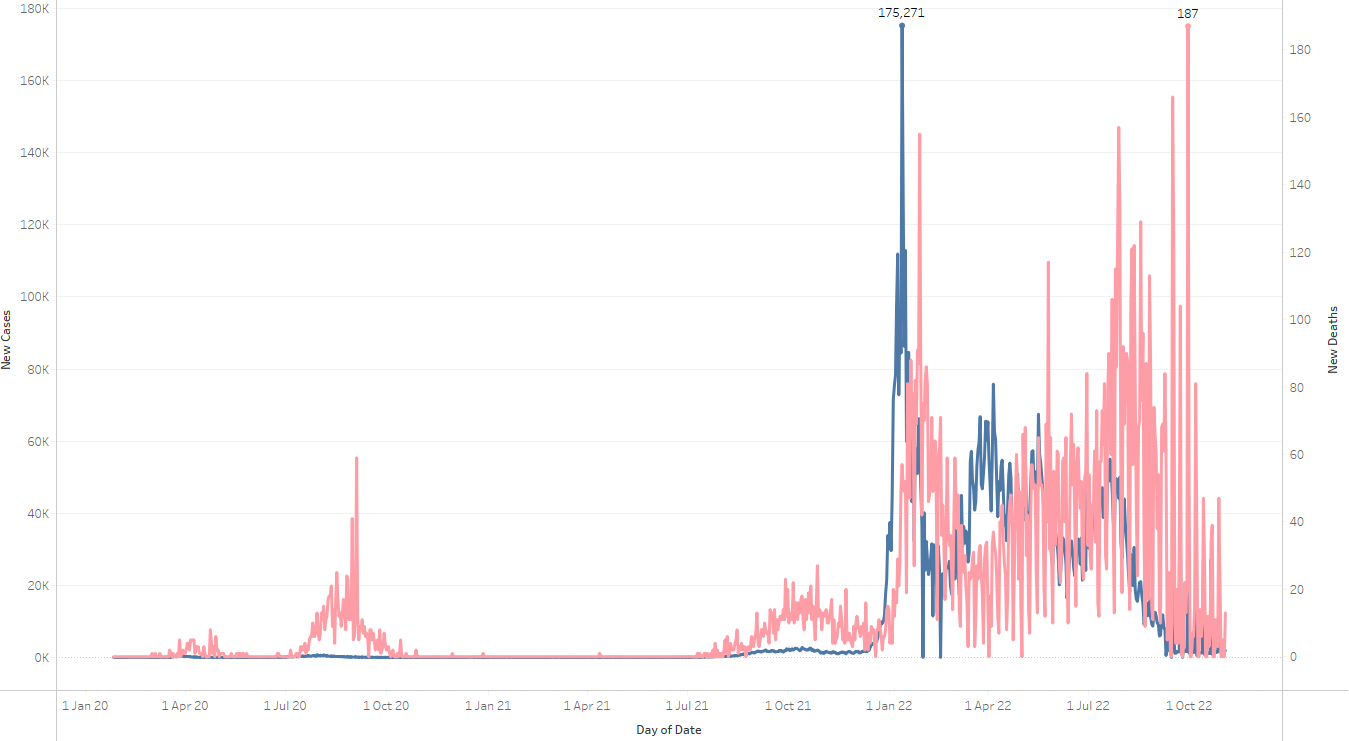 180K
160K
140K
120K
100K
80K
60K
40K
20K
0K
New Cases
175,271
187
180
160
140
120
100
80
60
40
20
0
New Deaths
1 Jan 20
1 Apr 20
1 Jul 20
1 Oct 20
1 Jan 21
1 Apr 21
1 Jul 21
1 Oct 21
1 Jan 22
1 Apr 22
1 Jul 22
1 Oct 22
Day of Date